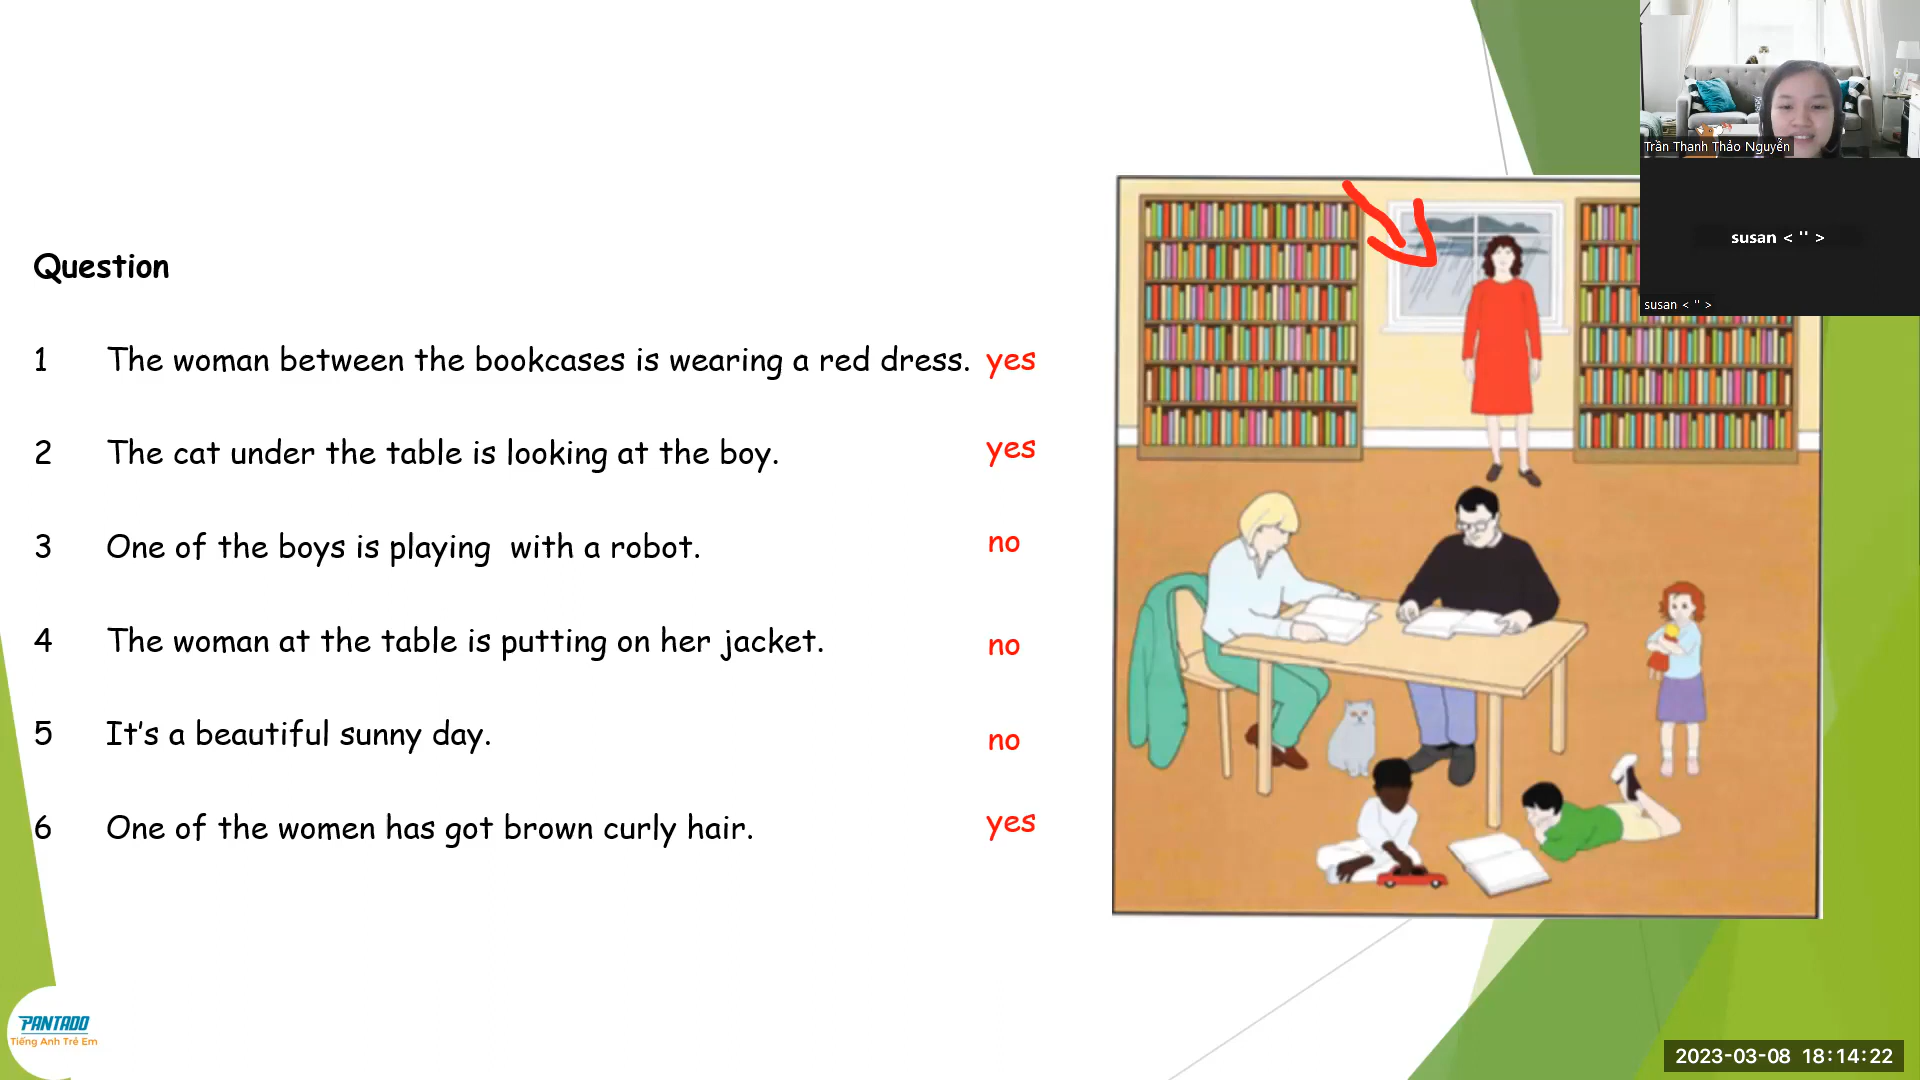 Question
1 The woman between the bookcases is wearing a red dress. yes
2 The cat under the table is looking at the boy. yes
3 One of the boys is playing with a robot. no
4 The woman at the table is putting on her jacket. no
5 It's a beautiful sunny day. no
6 One of the women has got brown curly hair. yes
Trần Thanh Thảo Nguyễn
susan < '' >
susan < '' >
PANTADO
Tiếng Anh Trẻ Em
2023-03-08 18:14:22